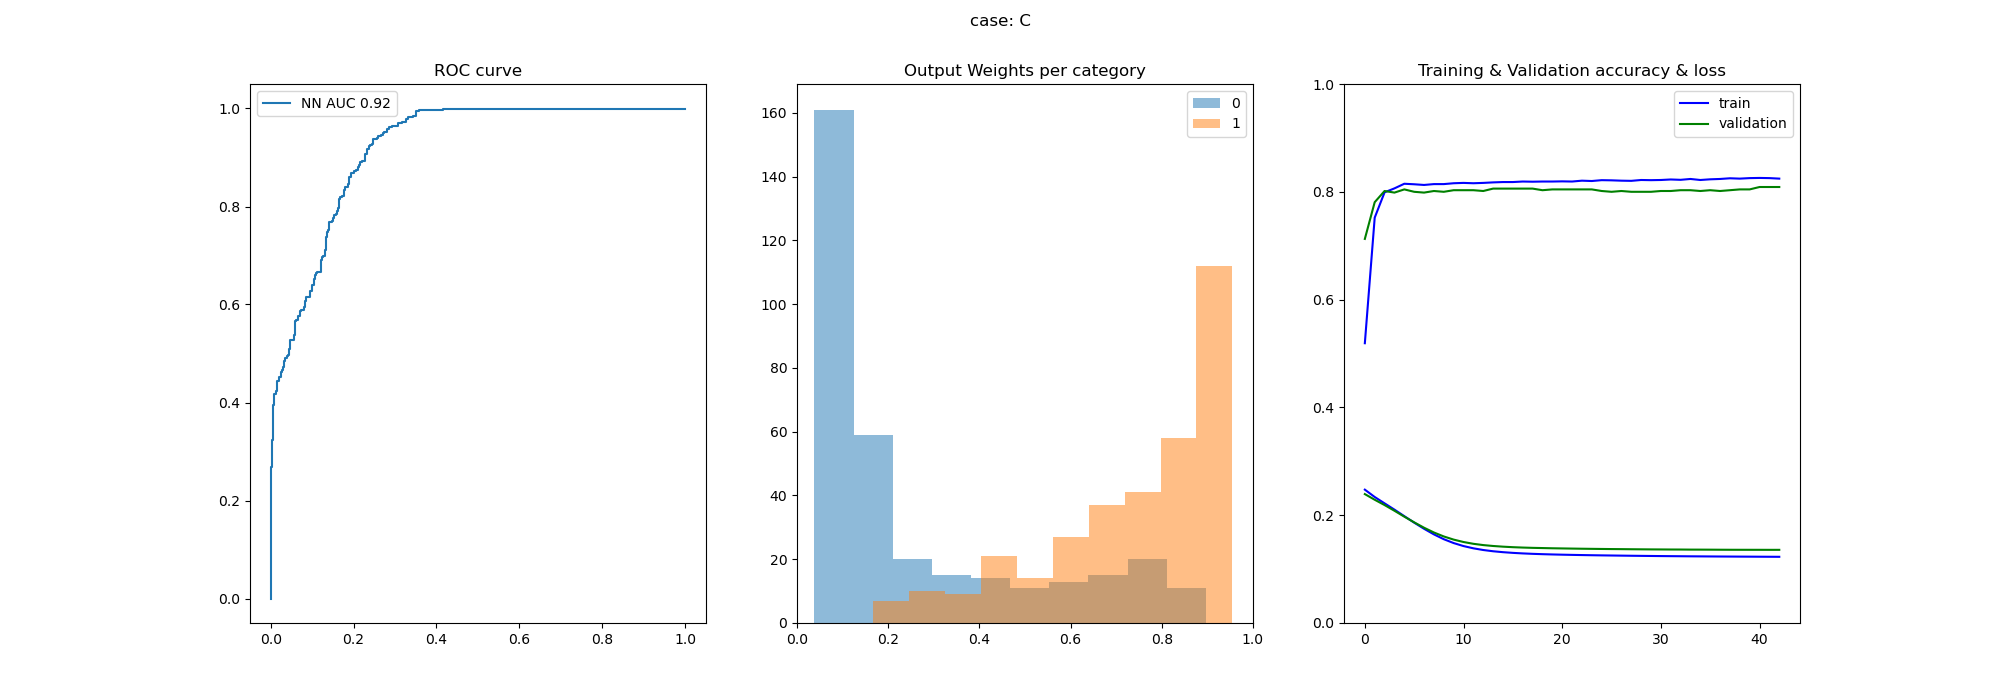 case: C
ROC curve
NN AUC 0.92
1.0
0.8
0.6
0.4
0.2
0.0
0.0 0.2 0.4 0.6 0.8 1.0
Output Weights per category
0
1
160
140
120
100
80
60
40
20
0
0.0 0.2 0.4 0.6 0.8 1.0
Training & Validation accuracy & loss
train
validation
1.0
0.8
0.6
0.4
0.2
0.0
0 10 20 30 40